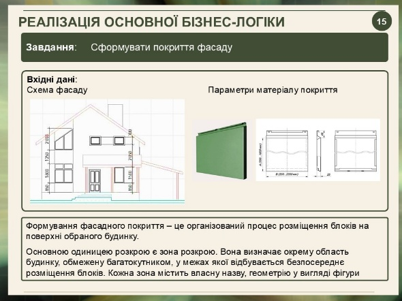 РЕАЛІЗАЦІЯ ОСНОВНОЇ БІЗНЕС-ЛОГІКИ
15
Завдання: Сформувати покриття фасаду
Вхідні дані:
Схема фасаду Параметри матеріалу покриття
Формування фасадного покриття – це організований процес розміщення блоків на
поверхні обраного будинку.
Основною одиницею розкрою є зона розкрою. Вона визначає окрему область
будинку, обмежену багатокутником, у межах якої відбувається безпосереднє
розміщення блоків. Кожна зона містить власну назву, геометрію у вигляді фігури